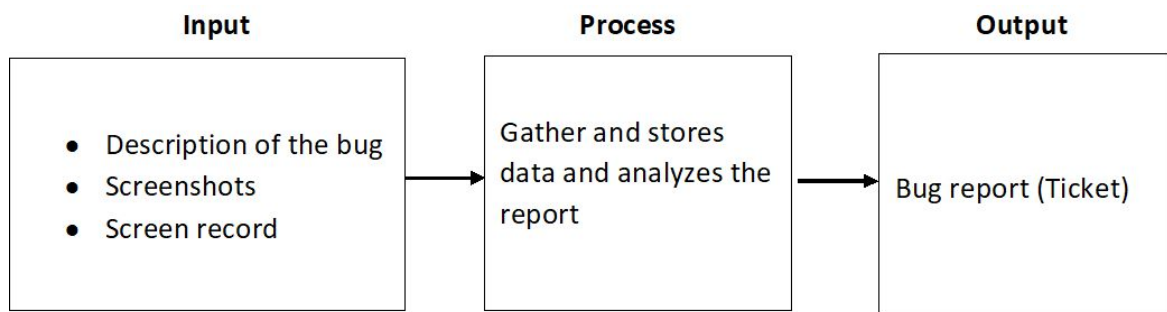 Input
Process
Output
● Description of the bug
● Screenshots
● Screen record
Gather and stores
data and analyzes the
report
Bug report (Ticket)